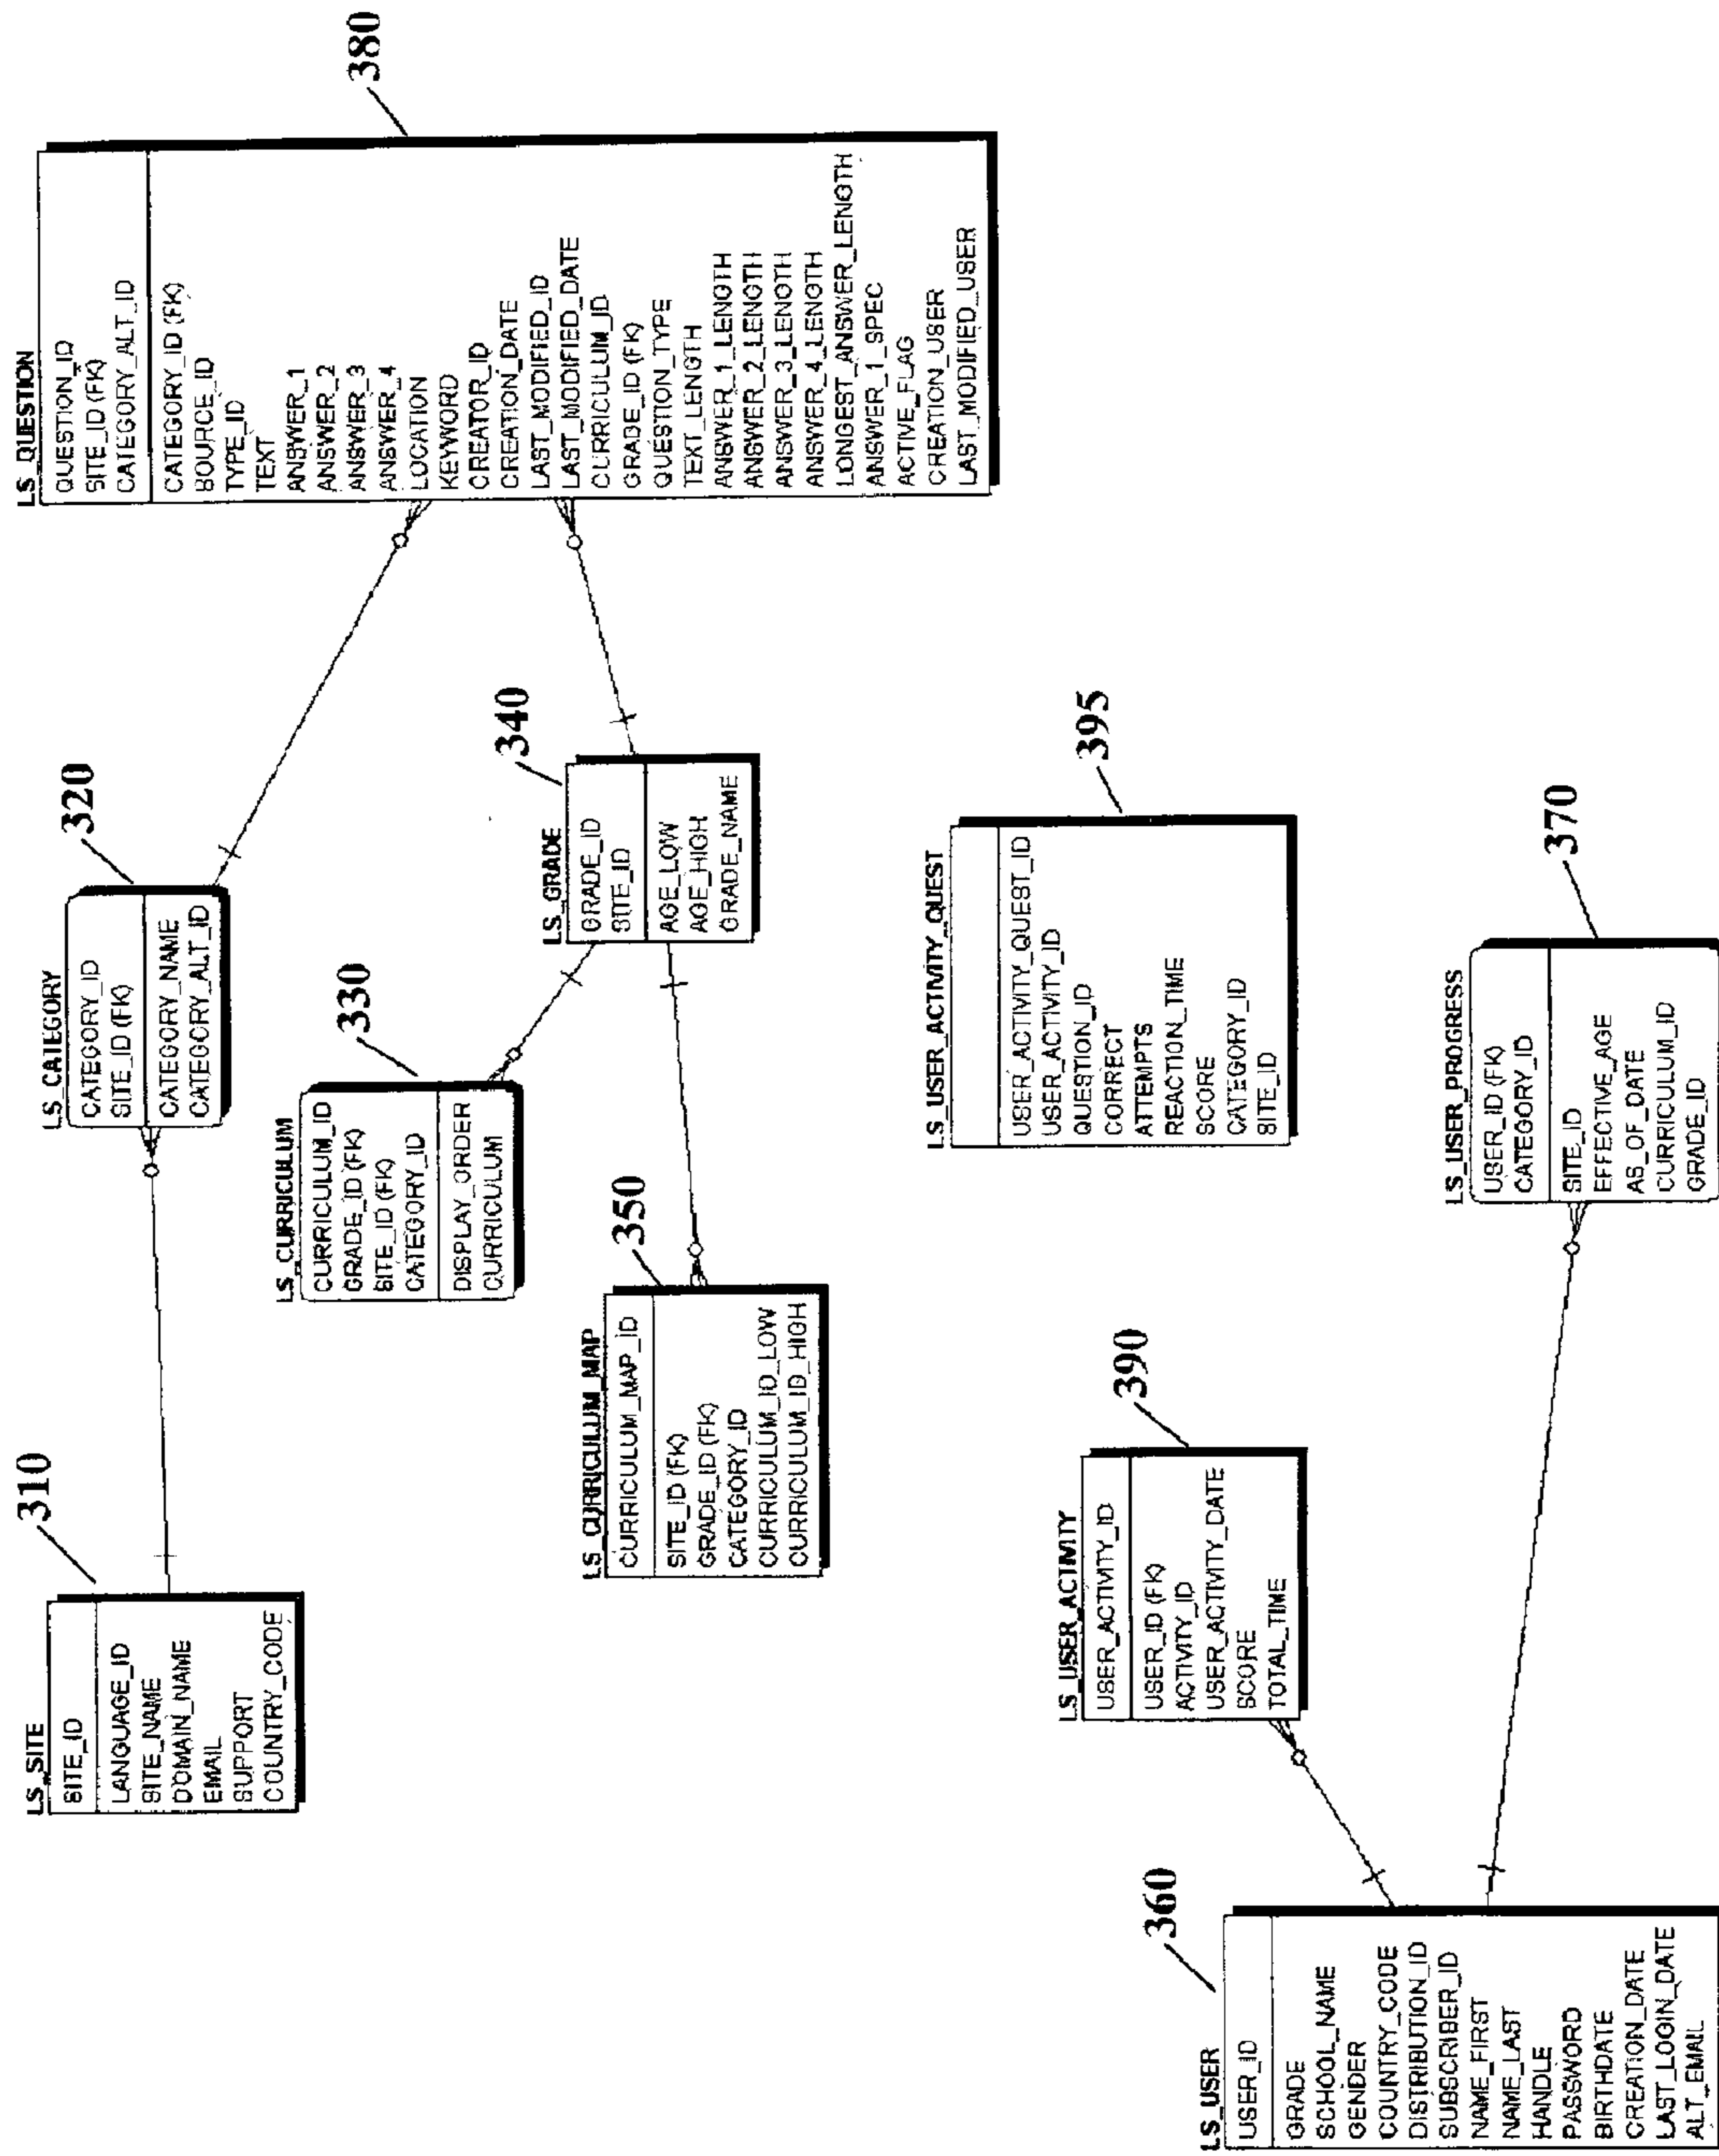 310
LS_SITE
SITE_ID
LANGUAGE_ID
SITE_NAME
DOMAIN_NAME
EMAIL
SUPPORT
COUNTRY_CODE
320
LS_CATEGORY
CATEGORY_ID
SITE_ID (FK)
CATEGORY_NAME
CATEGORY_ALT_ID
330
LS_CURRICULUM
CURRICULUM_ID
GRADE_ID (FK)
SITE_ID (FK)
CATEGORY_ID
DISPLAY_ORDER
CURRICULUM
340
LS_GRADE
GRADE_ID
SITE_ID
AGE_LOW
AGE_HIGH
GRADE_NAME
350
LS_CURRICULUM_MAP
CURRICULUM_MAP_ID
SITE_ID (FK)
GRADE_ID (FK)
CATEGORY_ID
CURRICULUM_ID_LOW
CURRICULUM_ID_HIGH
380
LS_QUESTION
QUESTION_ID
SITE_ID (FK)
CATEGORY_ALT_ID
CATEGORY_ID (FK)
SOURCE_ID
TYPE_ID
TEXT
ANSWER_1
ANSWER_2
ANSWER_3
ANSWER_4
LOCATION
KEYWORD
CREATOR_ID
CREATION_DATE
LAST_MODIFIED_ID
LAST_MODIFIED_DATE
CURRICULUM_ID
GRADE_ID (FK)
QUESTION_TYPE
TEXT_LENGTH
ANSWER_1_LENGTH
ANSWER_2_LENGTH
ANSWER_3_LENGTH
ANSWER_4_LENGTH
LONGEST_ANSWER_LENGTH
ANSWER_1_SPEC
ACTIVE_FLAG
CREATION_USER
LAST_MODIFIED_USER
360
LS_USER
USER_ID
GRADE
SCHOOL_NAME
GENDER
COUNTRY_CODE
DISTRIBUTION_ID
SUBSCRIBER_ID
NAME_FIRST
NAME_LAST
HANDLE
PASSWORD
BIRTHDATE
CREATION_DATE
LAST_LOGIN_DATE
ALT_EMAIL
390
LS_USER_ACTIVITY
USER_ACTIVITY_ID
USER_ID (FK)
ACTIVITY_ID
USER_ACTIVITY_DATE
SCORE
TOTAL_TIME
395
LS_USER_ACTIVITY_QUEST
USER_ACTIVITY_QUEST_ID
USER_ACTIVITY_ID
QUESTION_ID
CORRECT
ATTEMPTS
REACTION_TIME
SCORE
CATEGORY_ID
SITE_ID
370
LS_USER_PROGRESS
USER_ID (FK)
CATEGORY_ID
SITE_ID
EFFECTIVE_AGE
AS_OF_DATE
CURRICULUM_ID
GRADE_ID